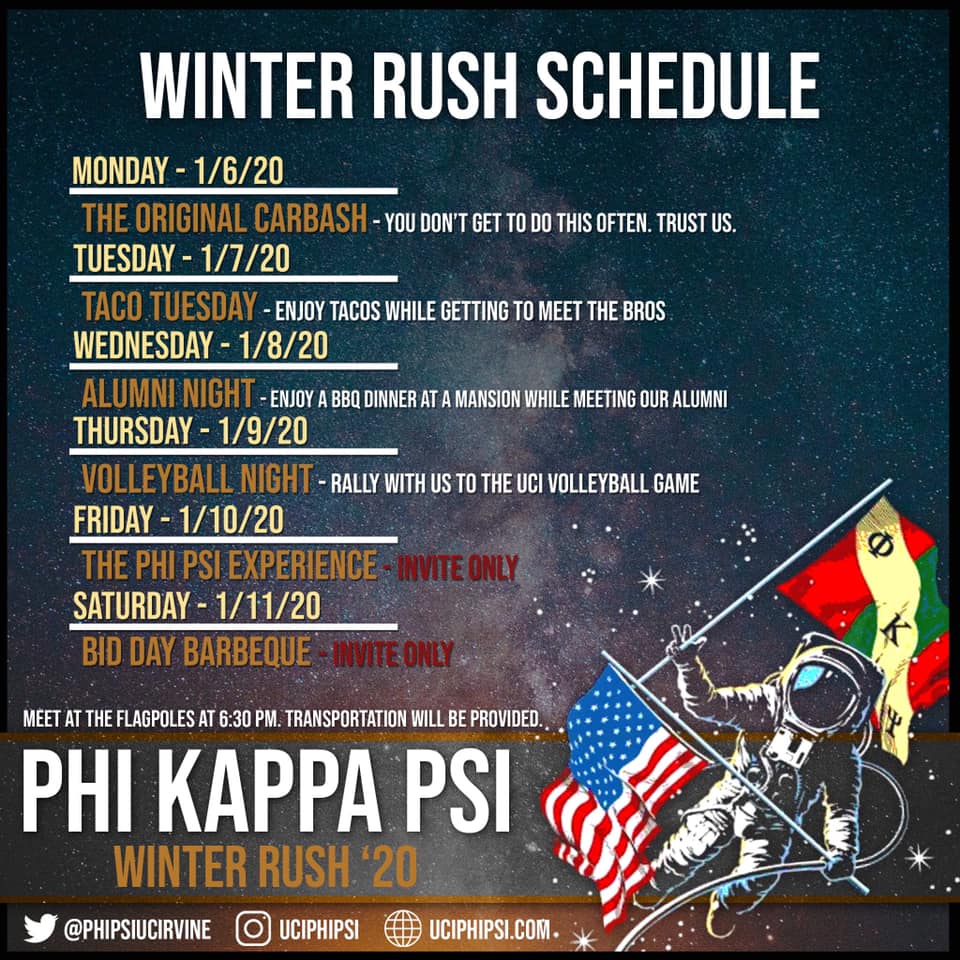 WINTER RUSH SCHEDULE
MONDAY - 1/6/20
THE ORIGINAL CARBASH - YOU DON'T GET TO DO THIS OFTEN. TRUST US.
TUESDAY - 1/7/20
TACO TUESDAY - ENJOY TACOS WHILE GETTING TO MEET THE BROS
WEDNESDAY - 1/8/20
ALUMNI NIGHT - ENJOY A BBQ DINNER AT A MANSION WHILE MEETING OUR ALUMNI
THURSDAY - 1/9/20
VOLLEYBALL NIGHT - RALLY WITH US TO THE UCI VOLLEYBALL GAME
FRIDAY - 1/10/20
THE PHI PSI EXPERIENCE - INVITE ONLY
SATURDAY - 1/11/20
BID DAY BARBEQUE - INVITE ONLY
Φ
Κ
Ψ
MEET AT THE FLAGPOLES AT 6:30 PM. TRANSPORTATION WILL BE PROVIDED.
PHI KAPPA PSI
WINTER RUSH ‘20
@PHIPSIUCIRVINE UCIPHIPSI UCIPHIPSI.COM